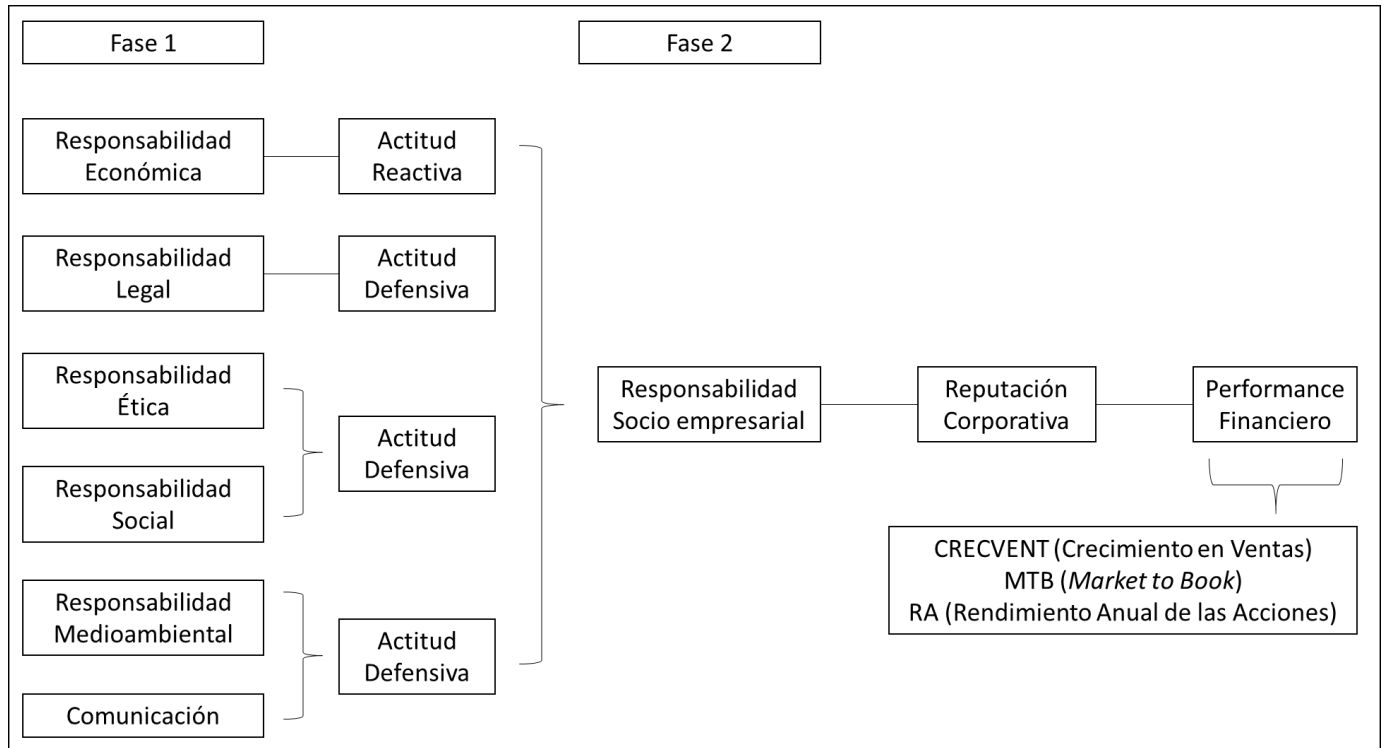 Fase 1
Fase 2
Responsabilidad
Económica
Actitud
Reactiva
Responsabilidad
Legal
Actitud
Defensiva
Responsabilidad
Ética
Responsabilidad
Social
Actitud
Defensiva
Responsabilidad
Medioambiental
Comunicación
Actitud
Defensiva
Responsabilidad
Socio empresarial
Reputación
Corporativa
Performance
Financiero
CRECVENT (Crecimiento en Ventas)
MTB (Market to Book)
RA (Rendimiento Anual de las Acciones)